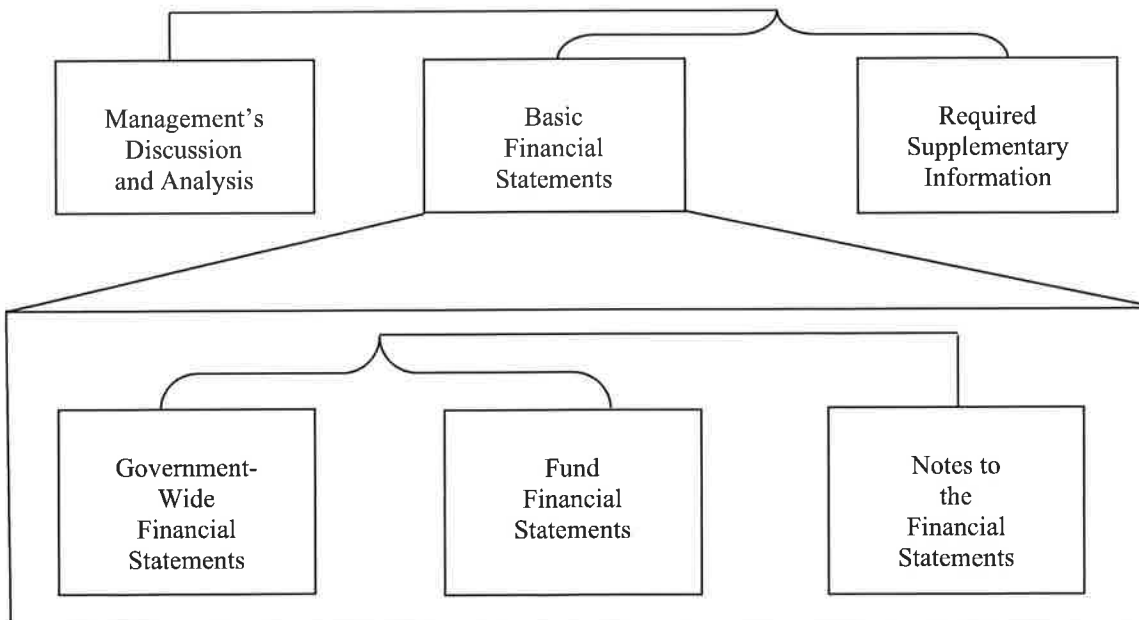 Management's
Discussion
and Analysis
Basic
Financial
Statements
Required
Supplementary
Information
Government-
Wide
Financial
Statements
Fund
Financial
Statements
Notes to
the
Financial
Statements